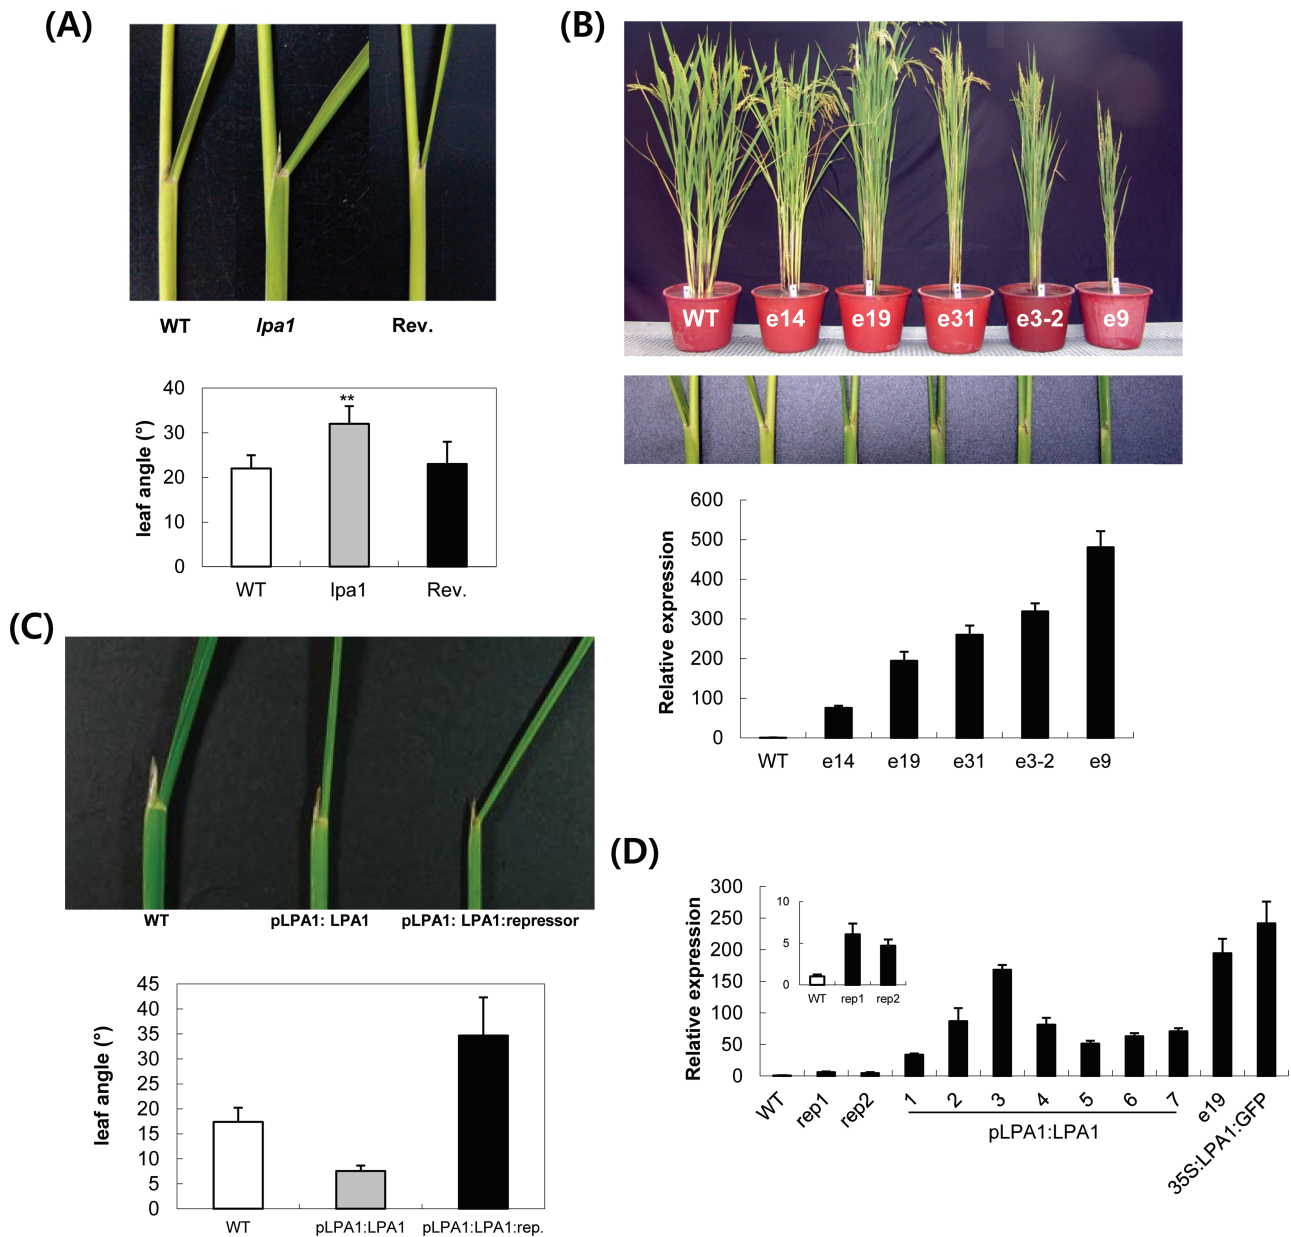 (A)
WT lpa1 Rev.
leaf angle (°)
40
30
20
10
0
WT lpa1 Rev.
(B)
WT e14 e19 e31 e3-2 e9
Relative expression
600
500
400
300
200
100
0
WT e14 e19 e31 e3-2 e9
(C)
WT pLPA1: LPA1 pLPA1: LPA1:repressor
leaf angle (°)
45
40
35
30
25
20
15
10
5
0
WT pLPA1:LPA1 pLPA1:LPA1:rep.
**
(D)
Relative expression
300
250
200
150
100
50
0
10
5
0
WT rep1 rep2
WT rep1 rep2 1 2 3 4 5 6 7 e19 35S:LPA1:GFP
pLPA1:LPA1